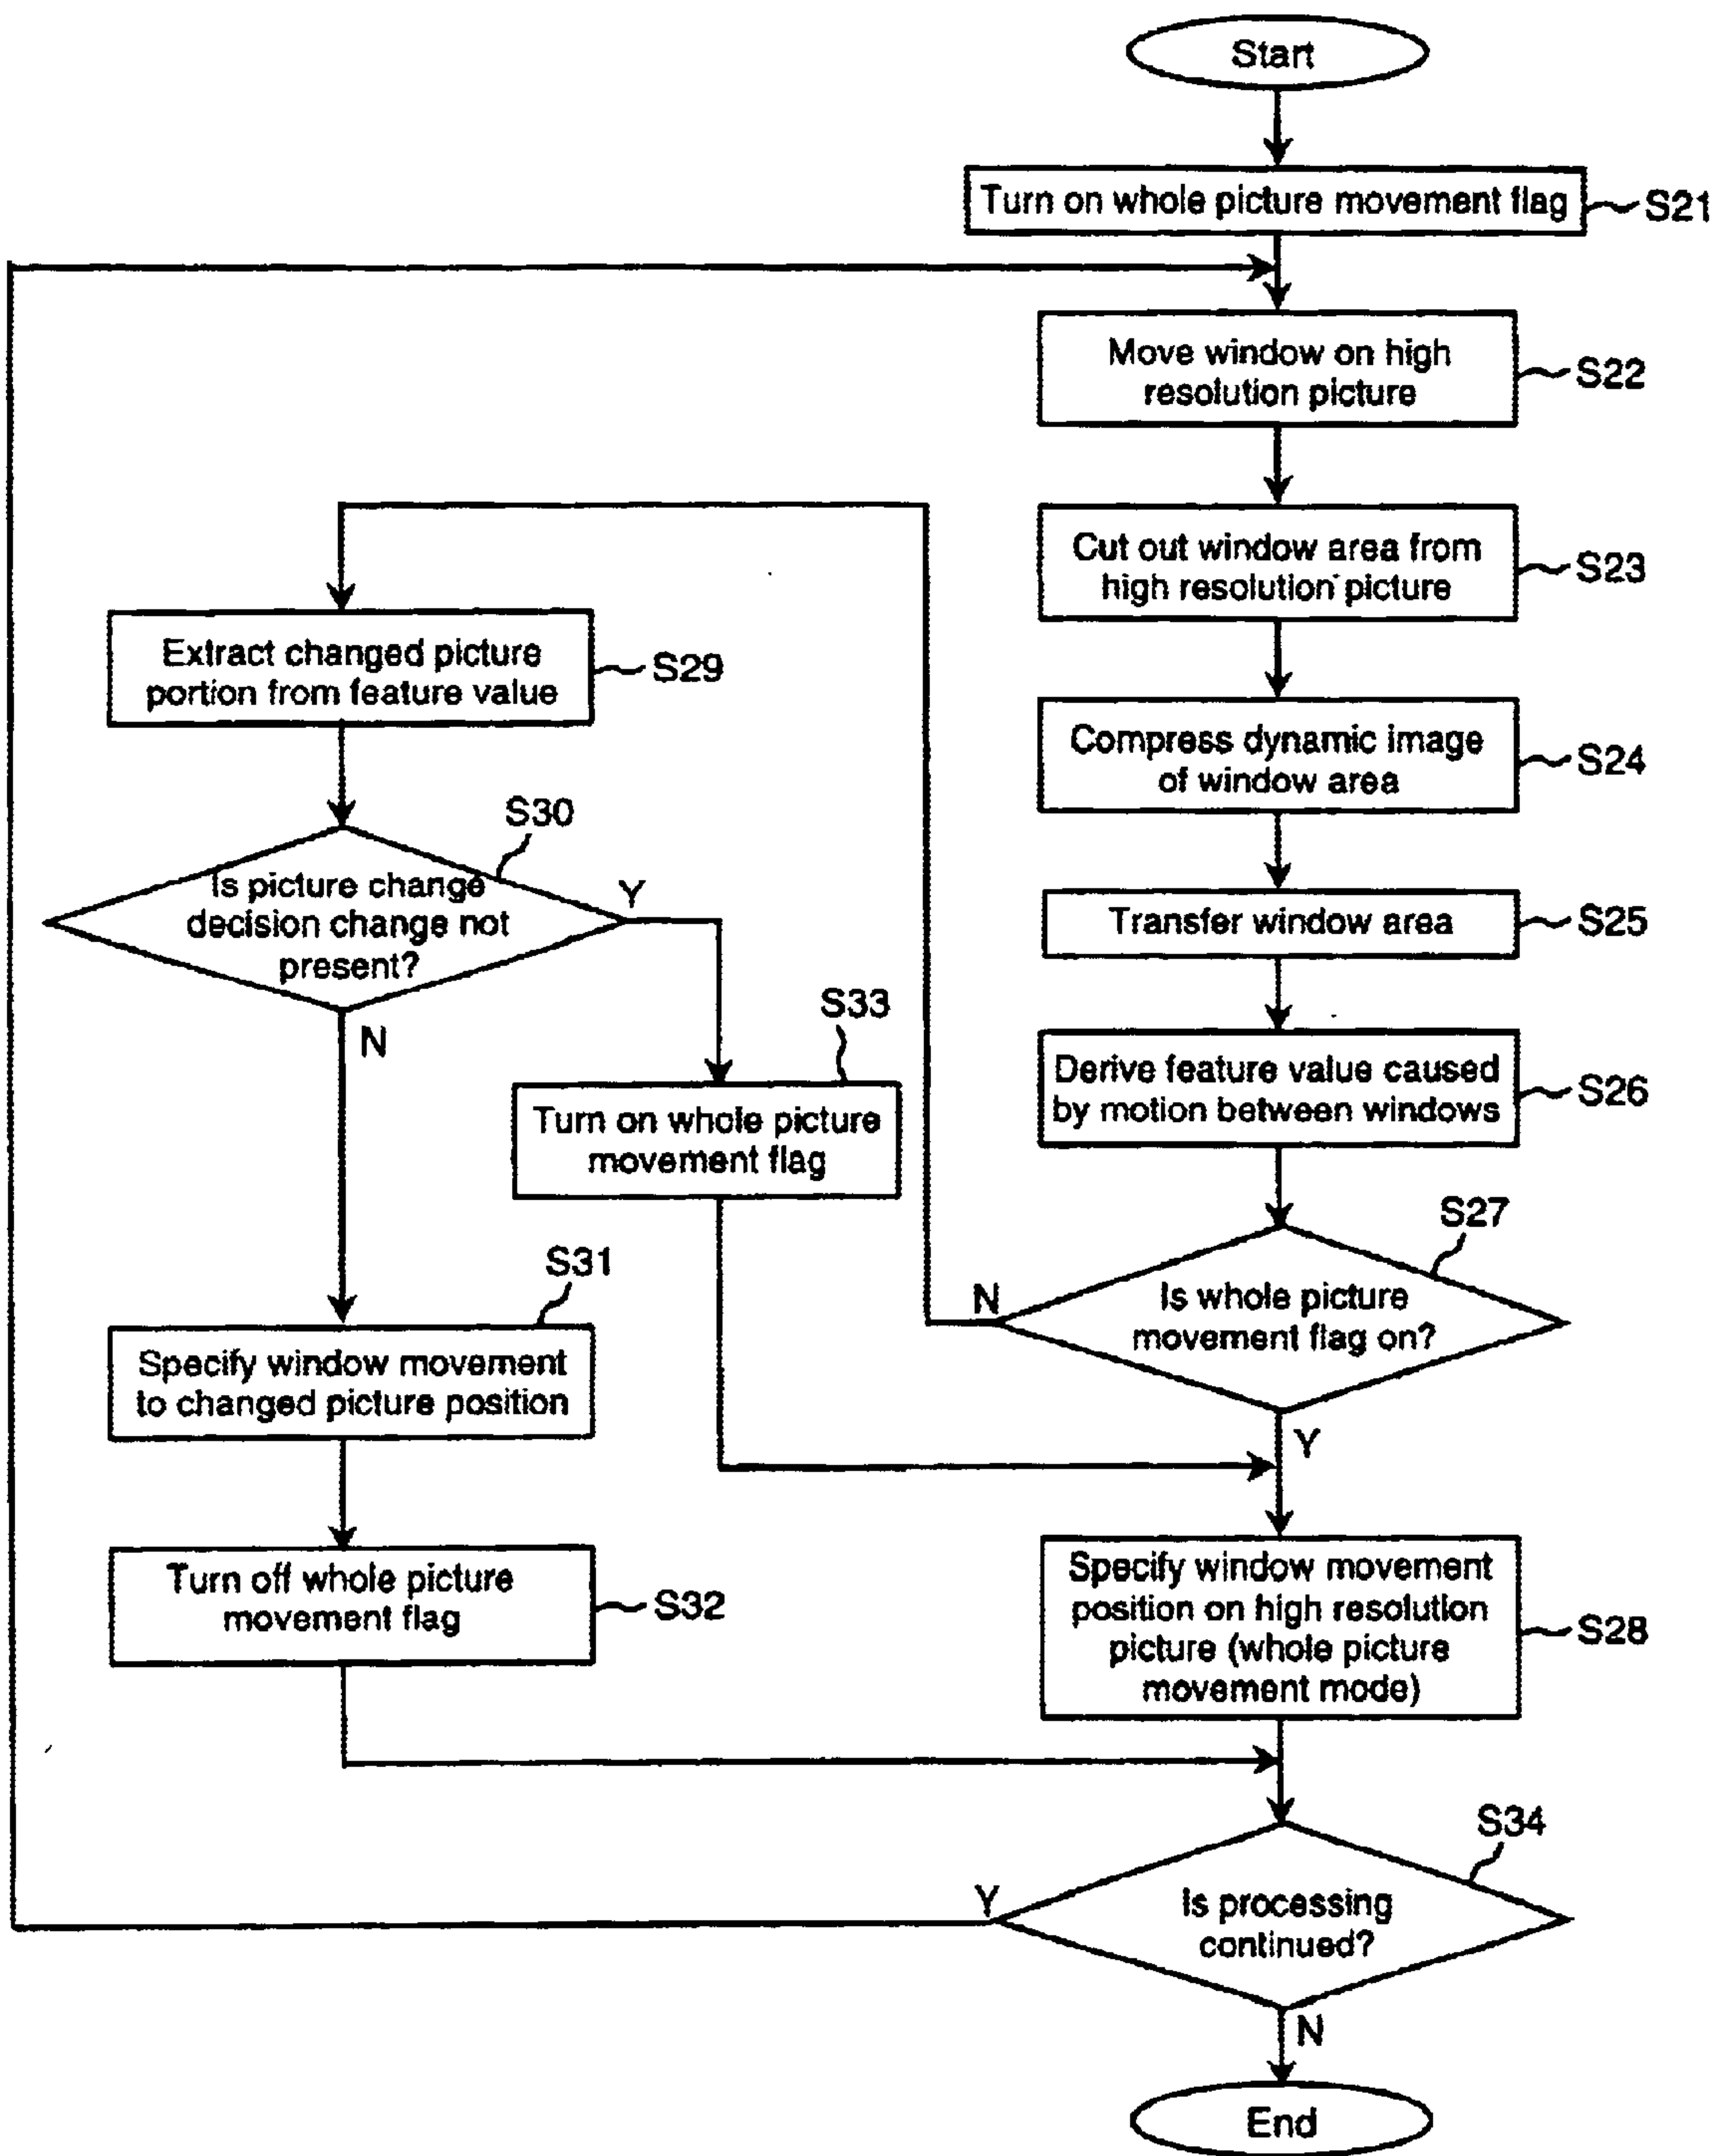 Start
Turn on whole picture movement flag
S21
Move window on high
resolution picture
S22
Cut out window area from
high resolution picture
S23
Compress dynamic image
of window area
S24
Transfer window area
S25
Derive feature value caused
by motion between windows
S26
S27
Is whole picture
movement flag on?
N
Y
Specify window movement
position on high resolution
picture (whole picture
movement mode)
S28
Extract changed picture
portion from feature value
S29
S30
Is picture change
decision change not
present?
Y
N
S33
Turn on whole picture
movement flag
S31
Specify window movement
to changed picture position
Turn off whole picture
movement flag
S32
S34
Is processing
continued?
Y
N
End